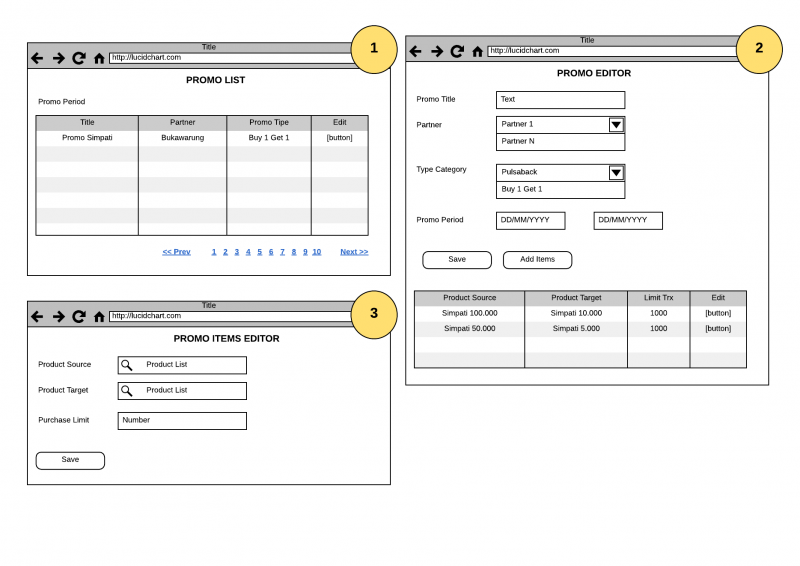 Title
1
http://lucidchart.com
PROMO LIST
Promo Period
Title Partner Promo Tipe Edit
Promo Simpati Bukawarung Buy 1 Get 1 [button]
<< Prev 1 2 3 4 5 6 7 8 9 10 Next >>
Title
2
http://lucidchart.com
PROMO EDITOR
Promo Title Text
Partner Partner 1
Partner N
Type Category Pulsaback
Buy 1 Get 1
Promo Period DD/MM/YYYY DD/MM/YYYY
Save Add Items
Product Source Product Target Limit Trx Edit
Simpati 100.000 Simpati 10.000 1000 [button]
Simpati 50.000 Simpati 5.000 1000 [button]
Title
3
http://lucidchart.com
PROMO ITEMS EDITOR
Product Source Product List
Product Target Product List
Purchase Limit Number
Save